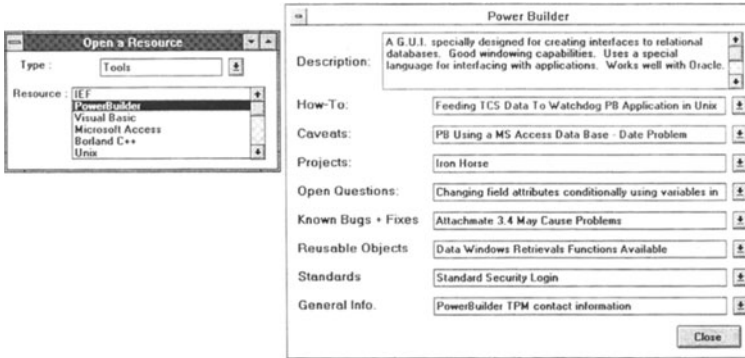 Open a Resource
Type :
Tools
Resource :
IEF
PowerBuilder
Visual Basic
Microsoft Access
Borland C++
Unix
Power Builder
Description:
A G.U.I. specially designed for creating interfaces to relational
databases. Good windowing capabilities. Uses a special
language for interfacing with applications. Works well with Oracle.
How-To:
Feeding TCS Data To Watchdog PB Application in Unix
Caveats:
PB Using a MS Access Data Base - Date Problem
Projects:
Iron Horse
Open Questions:
Changing field attributes conditionally using variables in
Known Bugs + Fixes
Attachmate 3.4 May Cause Problems
Reusable Objects
Data Windows Retrievals Functions Available
Standards
Standard Security Login
General Info.
PowerBuilder TPM contact information
Close